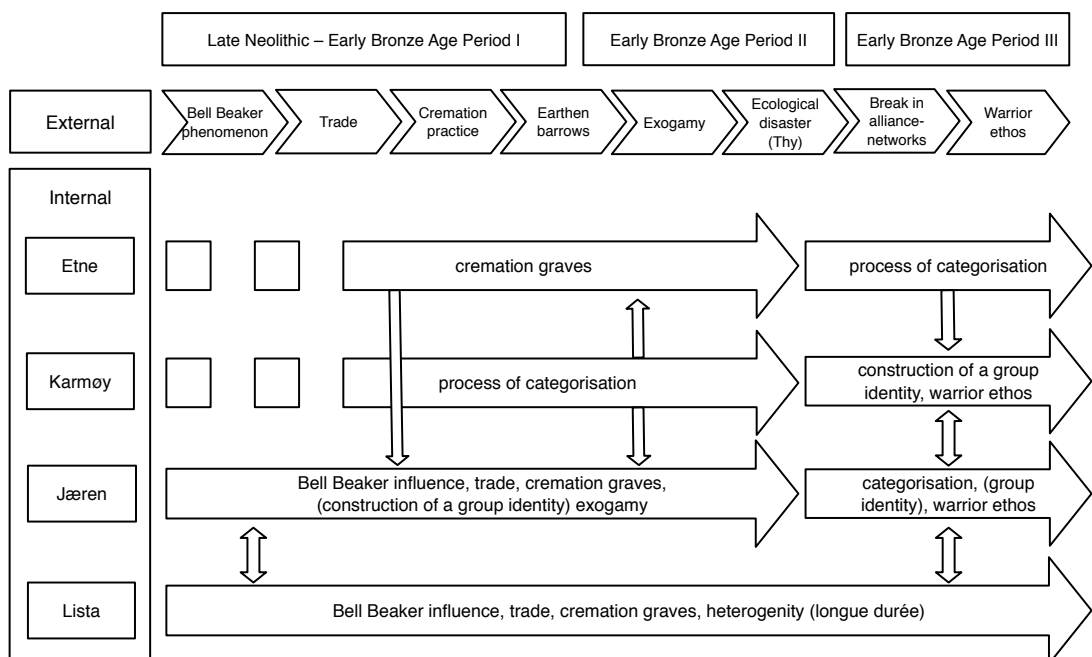 Late Neolithic – Early Bronze Age Period I
Early Bronze Age Period II
Early Bronze Age Period III
External
Bell Beaker
phenomenon
Trade
Cremation
practice
Earthen
barrows
Exogamy
Ecological
disaster
(Thy)
Break in
alliance-
networks
Warrior
ethos
Internal
Etne
cremation graves
process of categorisation
Karmøy
process of categorisation
construction of a group
identity, warrior ethos
Jæren
Bell Beaker influence, trade, cremation graves,
(construction of a group identity) exogamy
categorisation, (group
identity), warrior ethos
Lista
Bell Beaker influence, trade, cremation graves, heterogenity (longue durée)